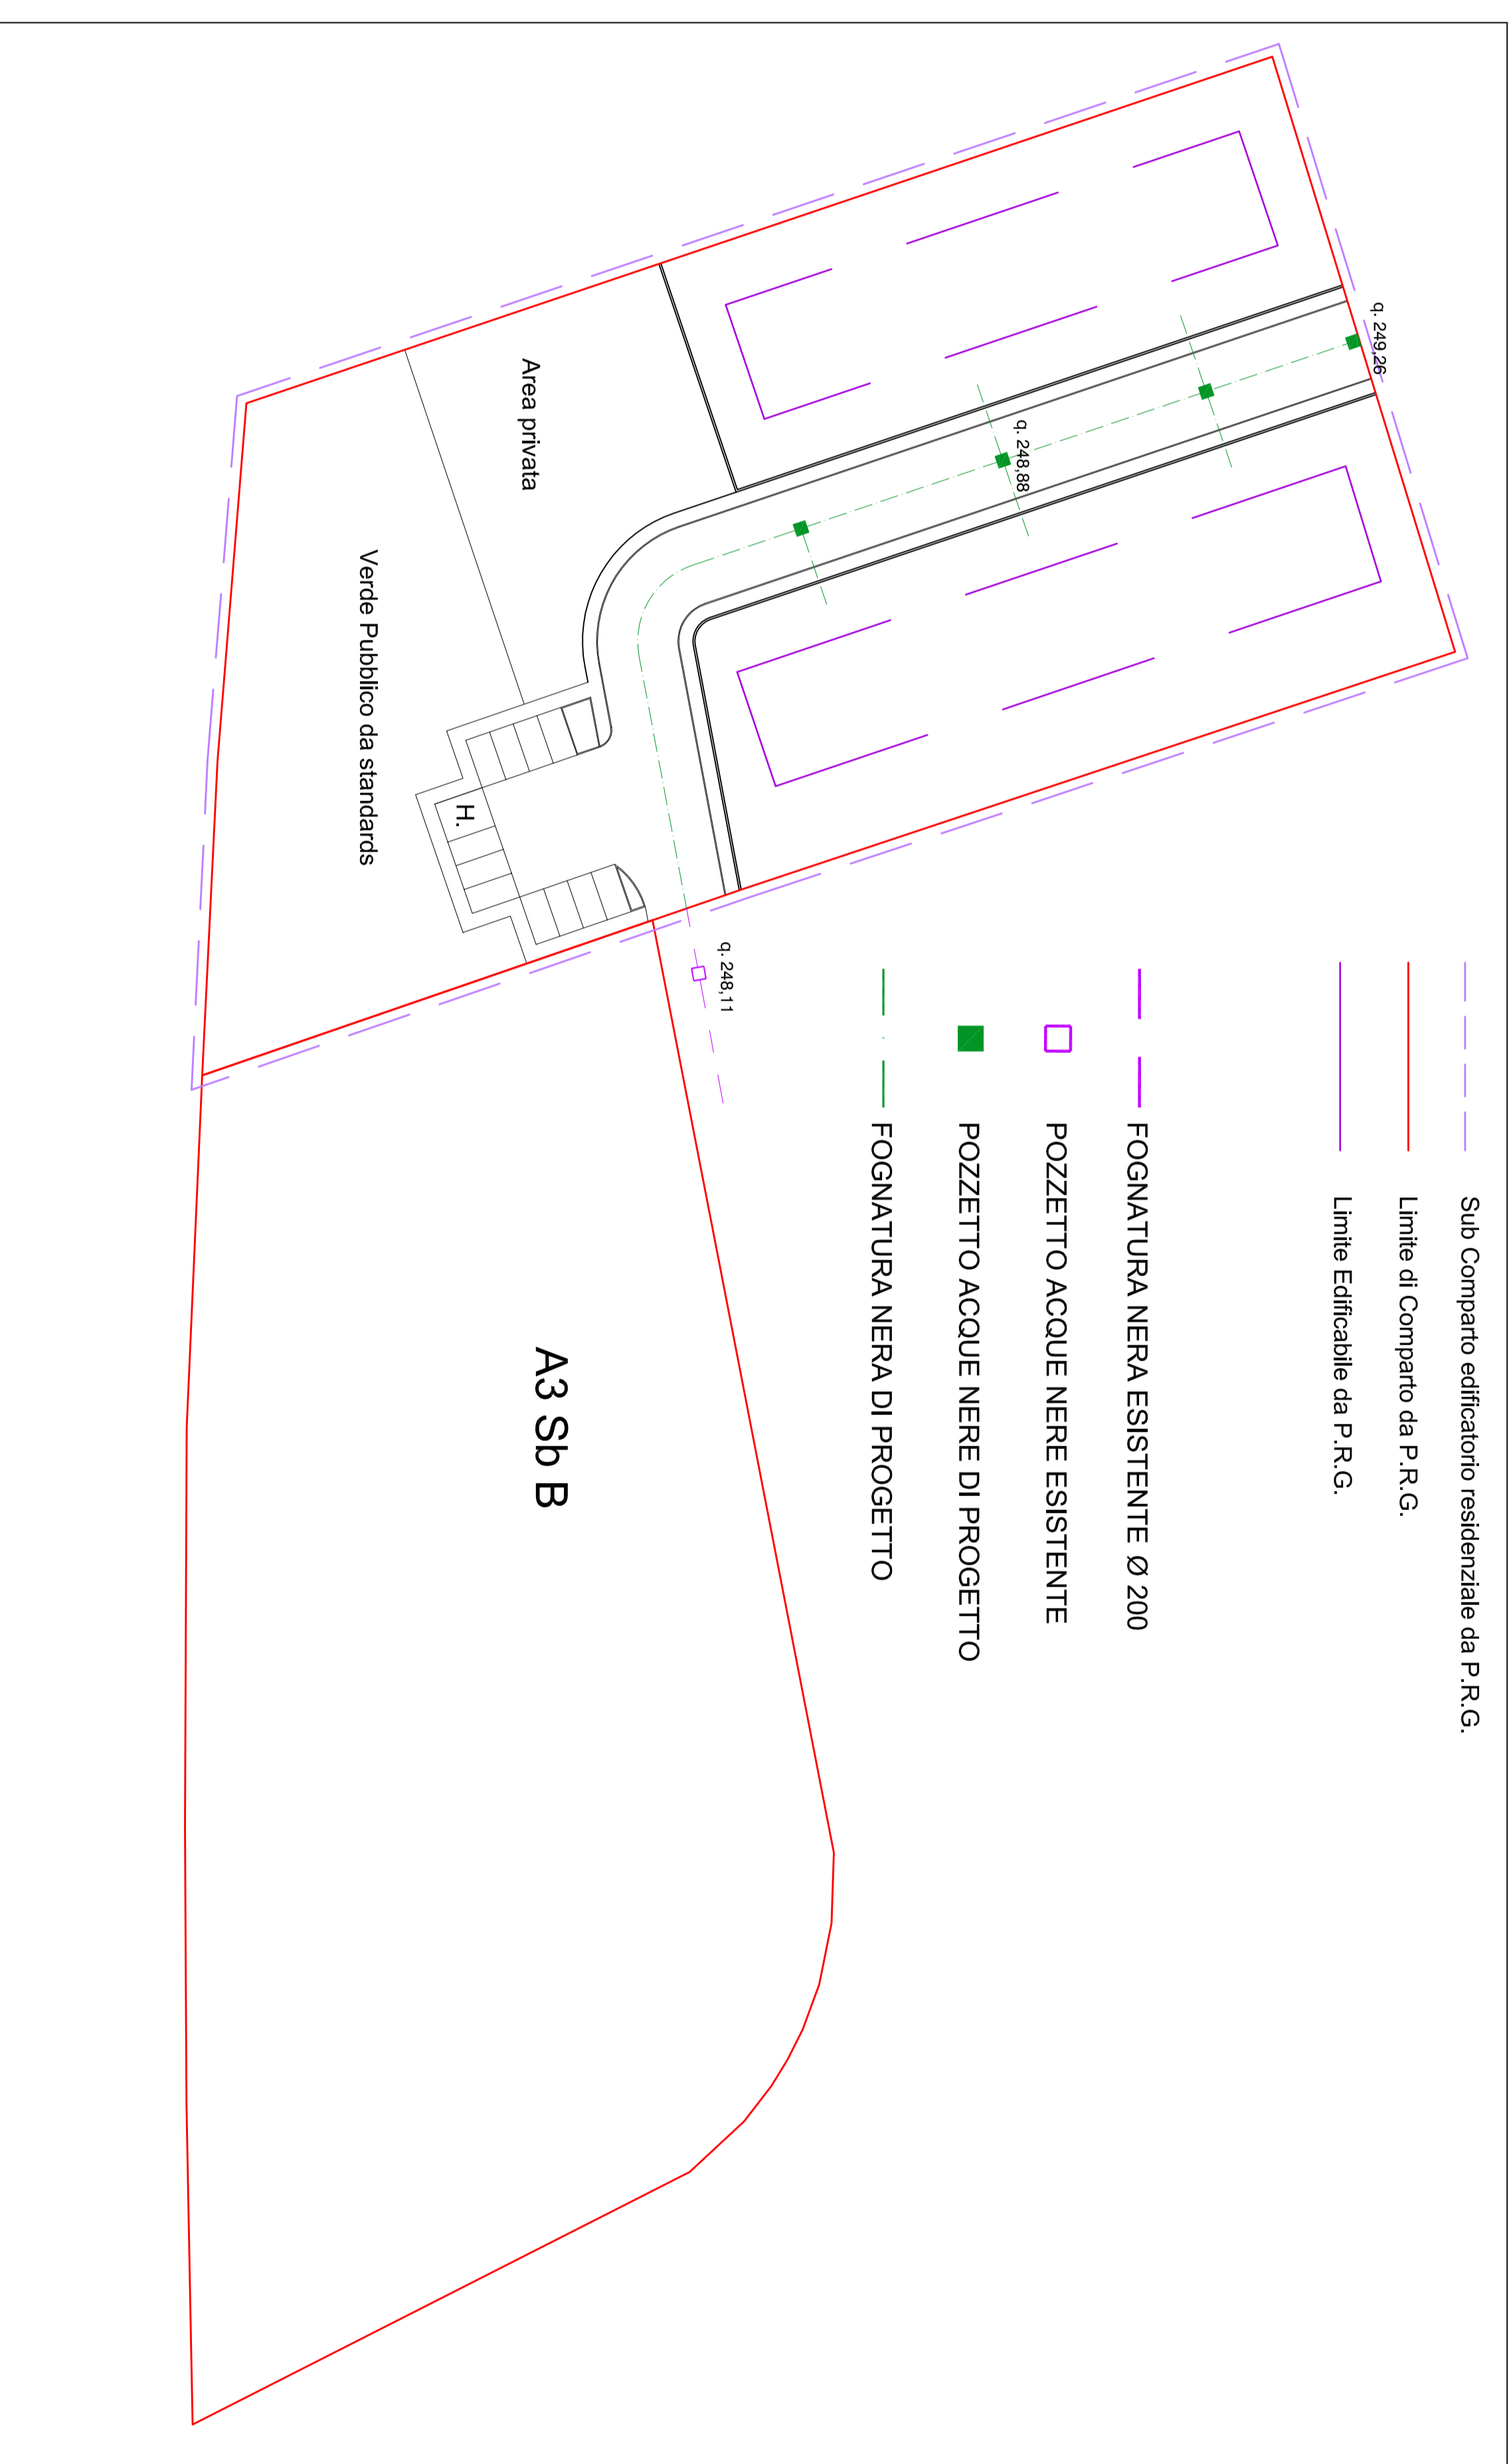 Sub Comparto edificatorio residenziale da P.R.G.
Limite di Comparto da P.R.G.
Limite Edificabile da P.R.G.
FOGNATURA NERA ESISTENTE Ø 200
POZZETTO ACQUE NERE ESISTENTE
POZZETTO ACQUE NERE DI PROGETTO
FOGNATURA NERA DI PROGETTO
q. 249,26
q. 248,88
q. 248,11
Area privata
H.
Verde Pubblico da standards
A3 Sb B